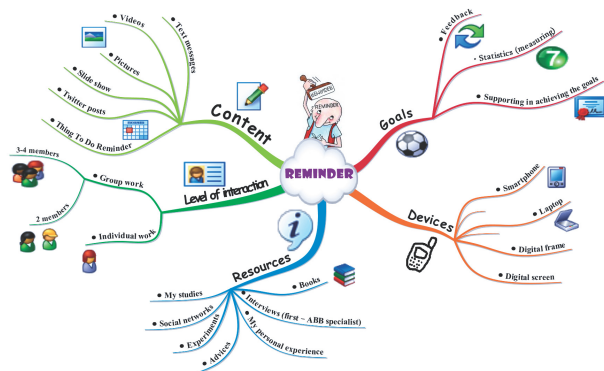 REMINDER
REMINDER
REMINDER
Content
• Text messages
• Videos
• Pictures
• Slide show
• Twitter posts
• Thing To Do Reminder
Level of interaction
• Group work
3-4 members
2 members
• Individual work
Resources
• My studies
• Social networks
• Experiments
• Advices
• Books
• Interviews (first ~ ABB specialist)
• My personal experience
Goals
• Feedback
• Statistics (measuring)
• Supporting in achieving the goals
7
Devices
• Smartphone
• Laptop
• Digital frame
• Digital screen
i